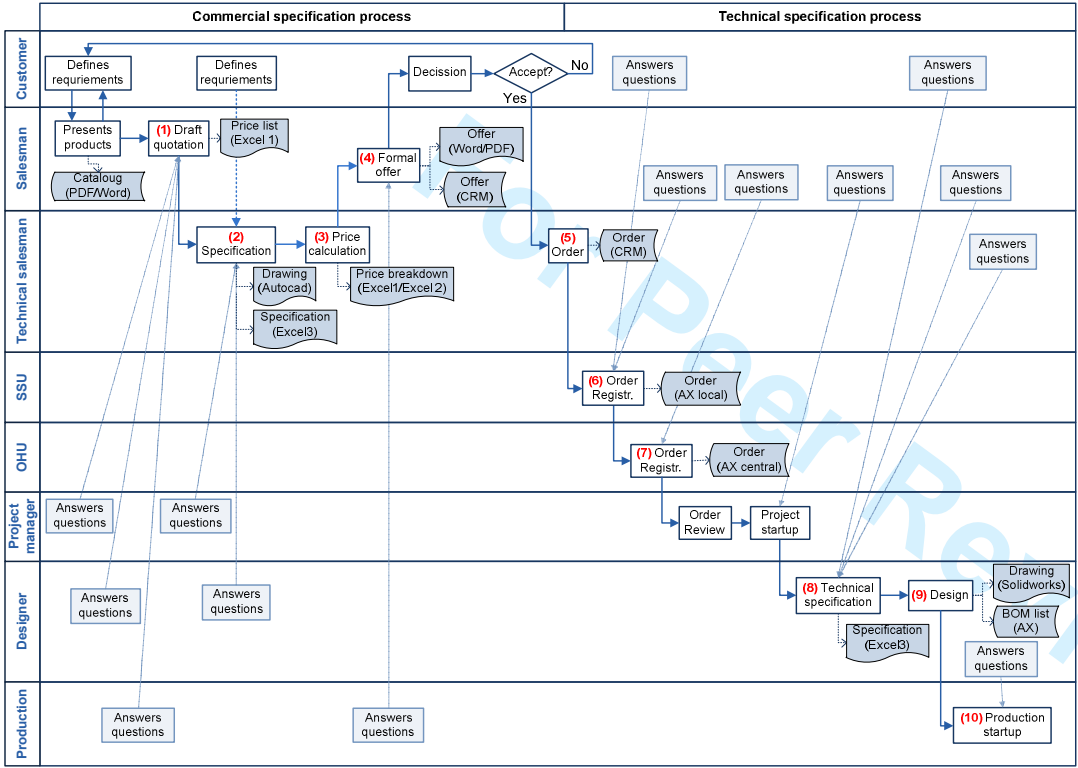 Commercial specification process
Technical specification process
Customer
Defines
requriements
Defines
requriements
Decission
Accept?
No
Yes
Answers
questions
Answers
questions
Salesman
Presents
products
(1) Draft
quotation
Price list
(Excel 1)
Cataloug
(PDF/Word)
(4) Formal
offer
Offer
(Word/PDF)
Offer
(CRM)
Answers
questions
Answers
questions
Answers
questions
Answers
questions
Technical salesman
(2)
Specification
(3) Price
calculation
Drawing
(Autocad)
Price breakdown
(Excel1/Excel 2)
Specification
(Excel3)
(5)
Order
Order
(CRM)
Answers
questions
SSU
(6) Order
Registr.
Order
(AX local)
OHU
(7) Order
Registr.
Order
(AX central)
Project
manager
Answers
questions
Answers
questions
Order
Review
Project
startup
Designer
Answers
questions
Answers
questions
(8) Technical
specification
(9) Design
Drawing
(Solidworks)
BOM list
(AX)
Specification
(Excel3)
Answers
questions
Production
Answers
questions
Answers
questions
(10) Production
startup
For Peer Re